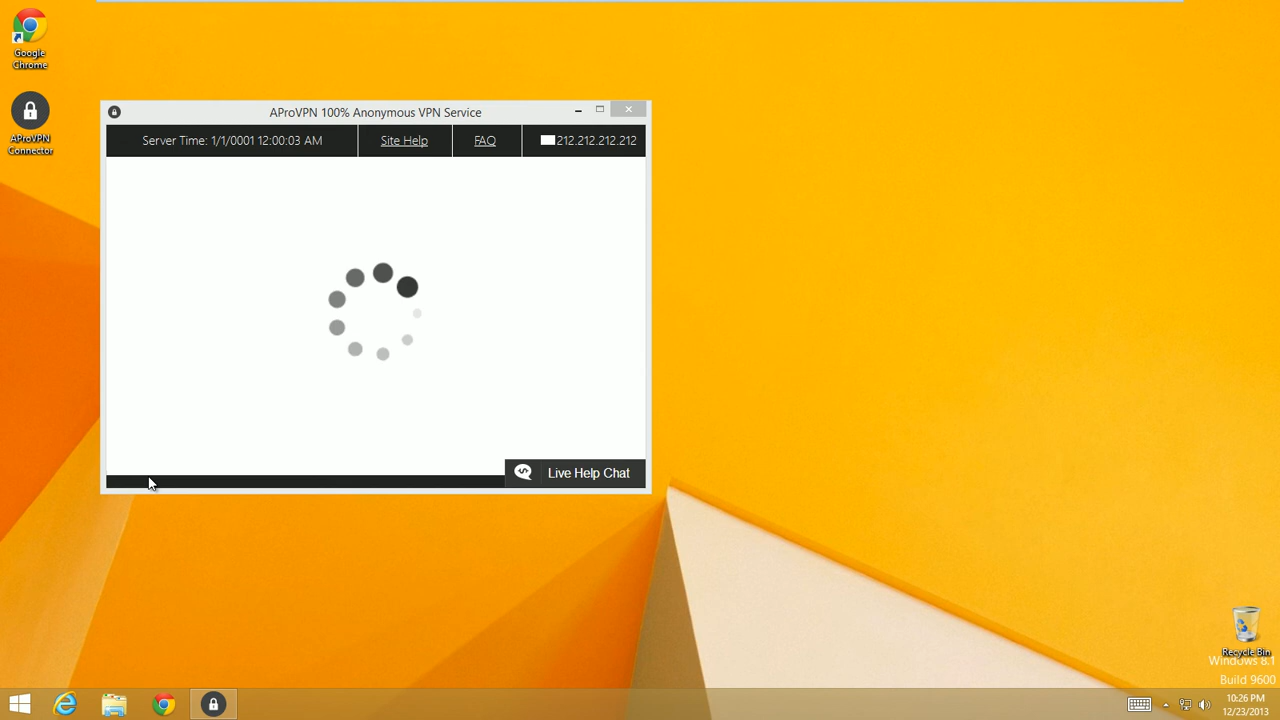 Google
Chrome
AProVPN
Connector
AProVPN 100% Anonymous VPN Service
Server Time: 1/1/0001 12:00:03 AM
Site Help
FAQ
212.212.212.212
Live Help Chat
Recycle Bin
Windows 8.1
Build 9600
10:26 PM
12/23/2013